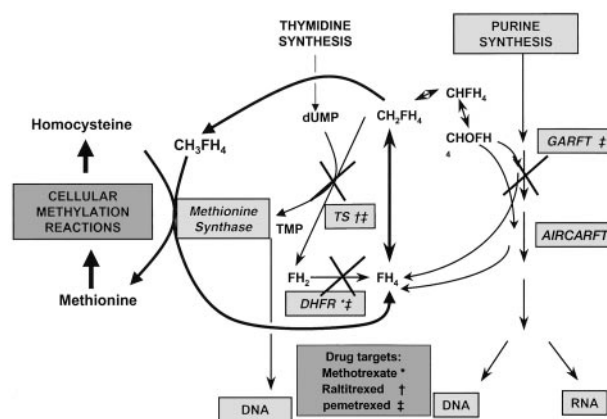 THYMIDINE
SYNTHESIS
PURINE
SYNTHESIS
CHFH4
dUMP
CH2FH4
Homocysteine
CH3FH4
CHOFH
4
GARFT ‡
CELLULAR
METHYLATION
REACTIONS
Methionine
Synthase
TMP
TS †‡
AIRCARFT
Methionine
FH2
FH4
DHFR *‡
Drug targets:
Methotrexate *
Raltitrexed †
pemetrexed ‡
DNA
DNA
RNA